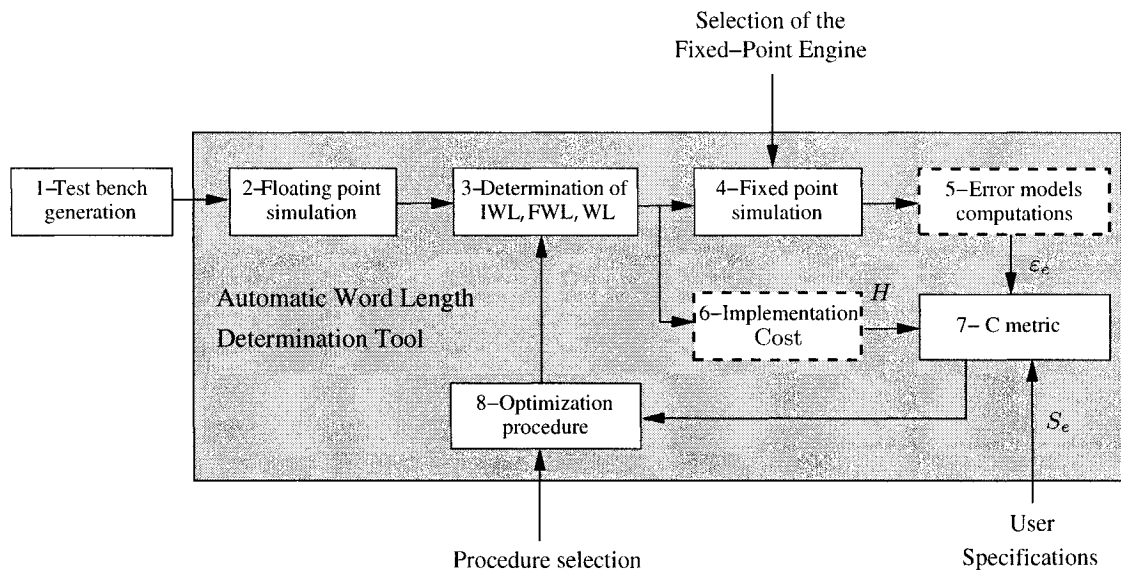 Selection of the
Fixed–Point Engine
1–Test bench
generation
2–Floating point
simulation
3–Determination of
IWL, FWL, WL
4–Fixed point
simulation
5–Error models
computations
εe
Automatic Word Length
Determination Tool
H
6–Implementation
Cost
7– C metric
8–Optimization
procedure
Se
Procedure selection
User
Specifications